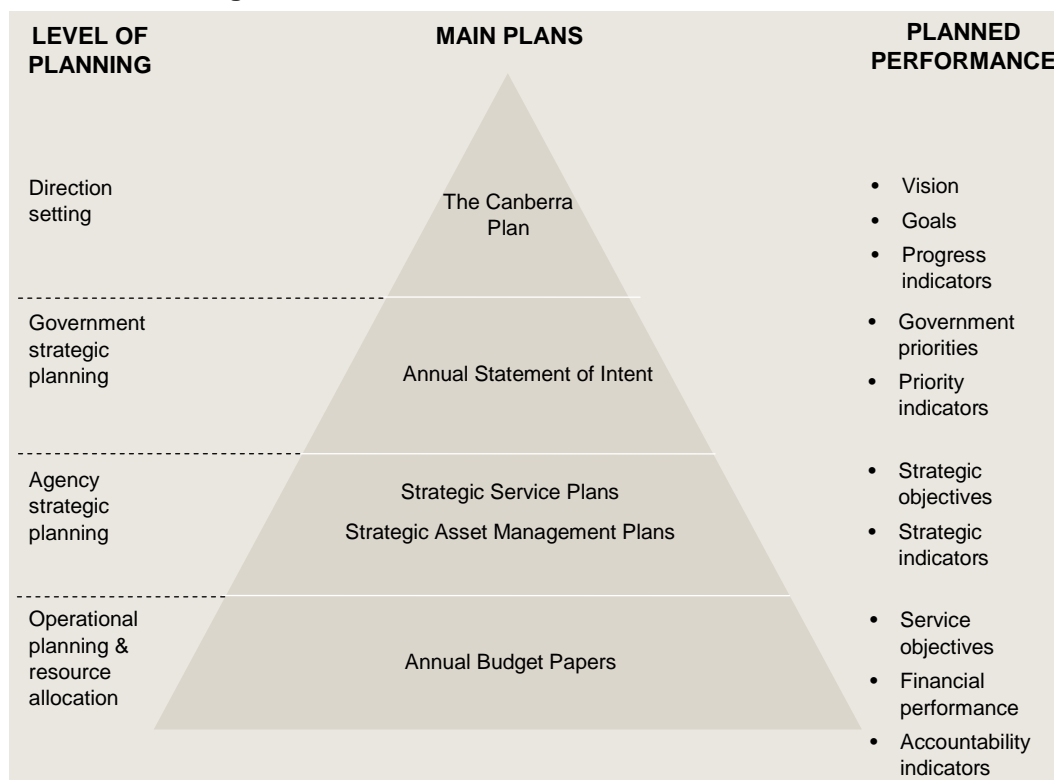 LEVEL OF
PLANNING
MAIN PLANS
PLANNED
PERFORMANCE
Direction
setting
The Canberra
Plan
• Vision
• Goals
• Progress
indicators
Government
strategic
planning
Annual Statement of Intent
• Government
priorities
• Priority
indicators
Agency
strategic
planning
Strategic Service Plans
Strategic Asset Management Plans
• Strategic
objectives
• Strategic
indicators
Operational
planning &
resource
allocation
Annual Budget Papers
• Service
objectives
• Financial
performance
• Accountability
indicators